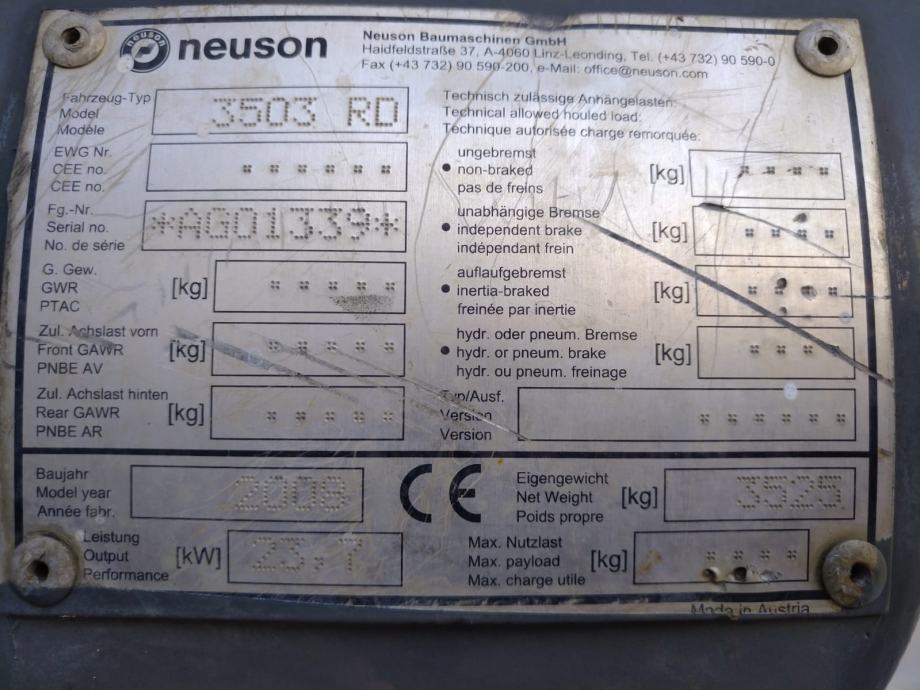 neuson
Neuson Baumaschinen GmbH
Haidfeldstraße 37, A-4060 Linz-Leonding, Tel. (+43 732) 90 590-0
Fax (+43 732) 90 590-200, e-Mail: office@neuson.com
Fahrzeug-Typ
Model
Modèle
3503 RD
EWG Nr.
CEE no.
CEE no.
Fg.-Nr.
Serial no.
No. de série
*AG01339*
G. Gew.
GWR
PTAC
[kg]
Zul. Achslast vorn
Front GAWR
PNBE AV
[kg]
Zul. Achslast hinten
Rear GAWR
PNBE AR
[kg]
Technisch zulässige Anhängelasten:
Technical allowed houled load:
Technique autorisée charge remorquée:
ungebremst
• non-braked
pas de freins
[kg]
unabhängige Bremse
• independent brake
indépendant frein
[kg]
auflaufgebremst
• inertia-braked
freinée par inertie
[kg]
hydr. oder pneum. Bremse
• hydr. or pneum. brake
hydr. ou pneum. freinage
[kg]
Typ/Ausf.
Version
Version
Baujahr
Model year
Année fahr.
2008
CE
Eigengewicht
Net Weight
Poids propre
[kg]
3525
Leistung
Output
Performance
[kW]
23,7
Max. Nutzlast
Max. payload
Max. charge utile
[kg]
Made in Austria